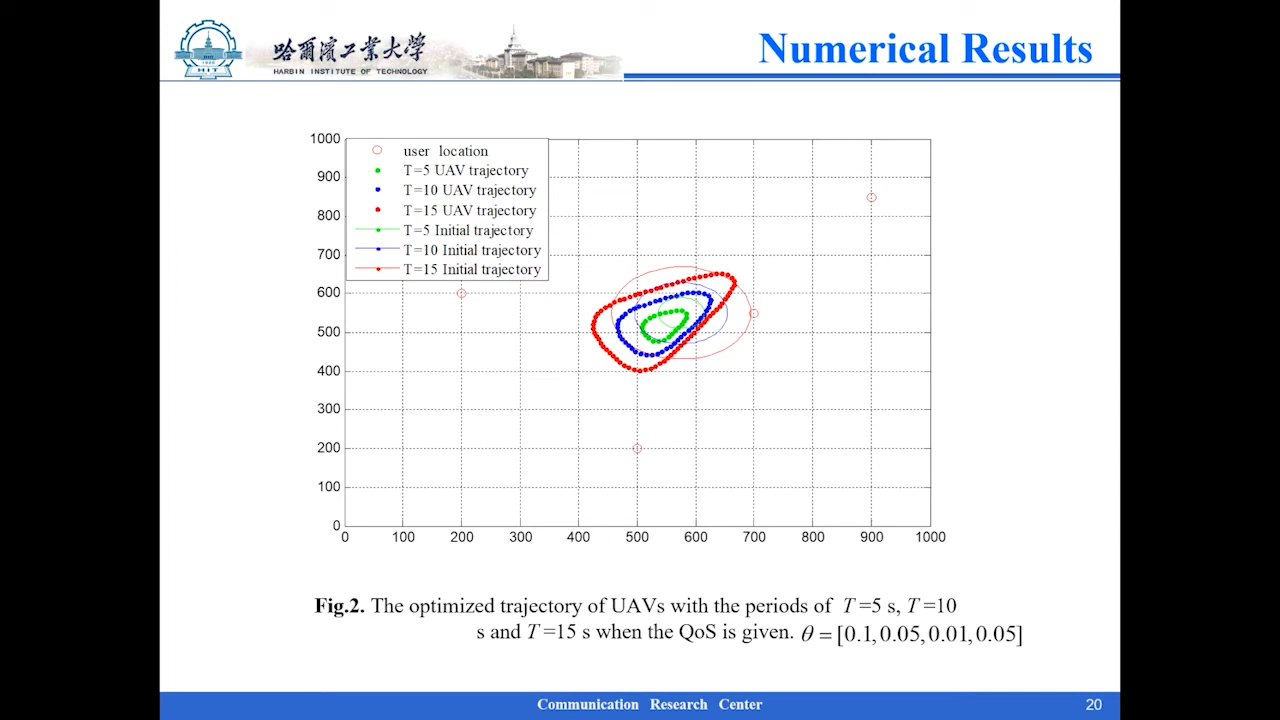 哈爾濱工業大學
HARBIN INSTITUTE OF TECHNOLOGY
1920
HIT
Numerical Results
1000
900
800
700
600
500
400
300
200
100
0
user location
T=5 UAV trajectory
T=10 UAV trajectory
T=15 UAV trajectory
T=5 Initial trajectory
T=10 Initial trajectory
T=15 Initial trajectory
0 100 200 300 400 500 600 700 800 900 1000
Fig.2. The optimized trajectory of UAVs with the periods of T=5 s, T=10
s and T=15 s when the QoS is given. θ = [0.1,0.05,0.01,0.05]
Communication Research Center
20